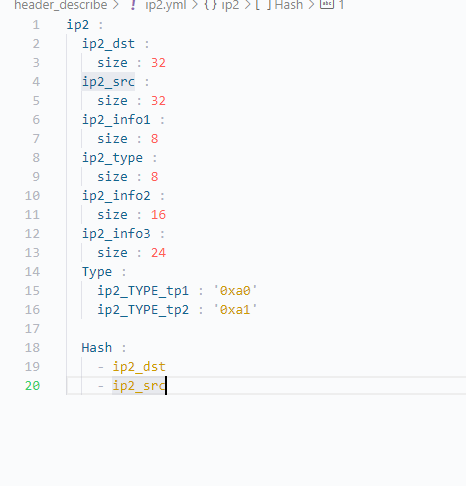 header_describe > ! ip2.yml > {} ip2 > [ ] Hash > abc 1
1 ip2 :
2 ip2_dst :
3 size : 32
4 ip2_src :
5 size : 32
6 ip2_info1 :
7 size : 8
8 ip2_type :
9 size : 8
10 ip2_info2 :
11 size : 16
12 ip2_info3 :
13 size : 24
14 Type :
15 ip2_TYPE_tp1 : '0xa0'
16 ip2_TYPE_tp2 : '0xa1'
17
18 Hash :
19 - ip2_dst
20 - ip2_src